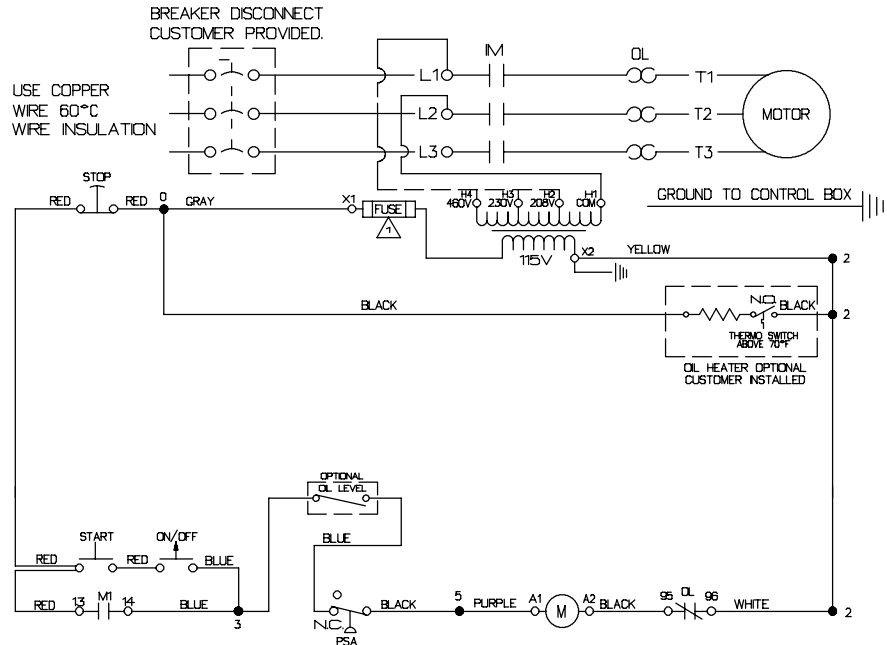 BREAKER DISCONNECT
CUSTOMER PROVIDED.
USE COPPER
WIRE 60°C
WIRE INSULATION
L1
1M
OL
T1
L2
T2
MOTOR
L3
T3
STOP
RED
RED
0
GRAY
X1
FUSE
1
H4
460V
H3
230V
H2
208V
H1
COM
GROUND TO CONTROL BOX
115V
X2
YELLOW
2
BLACK
N.O.
BLACK
2
THERMO SWITCH
ABOVE 70°F
OIL HEATER OPTIONAL
CUSTOMER INSTALLED
OPTIONAL
OIL LEVEL
BLUE
START
ON/OFF
RED
RED
BLUE
RED
13
M1
14
BLUE
3
N.C.
PSA
BLACK
5
PURPLE
A1
M
A2
BLACK
95
OL
96
WHITE
2